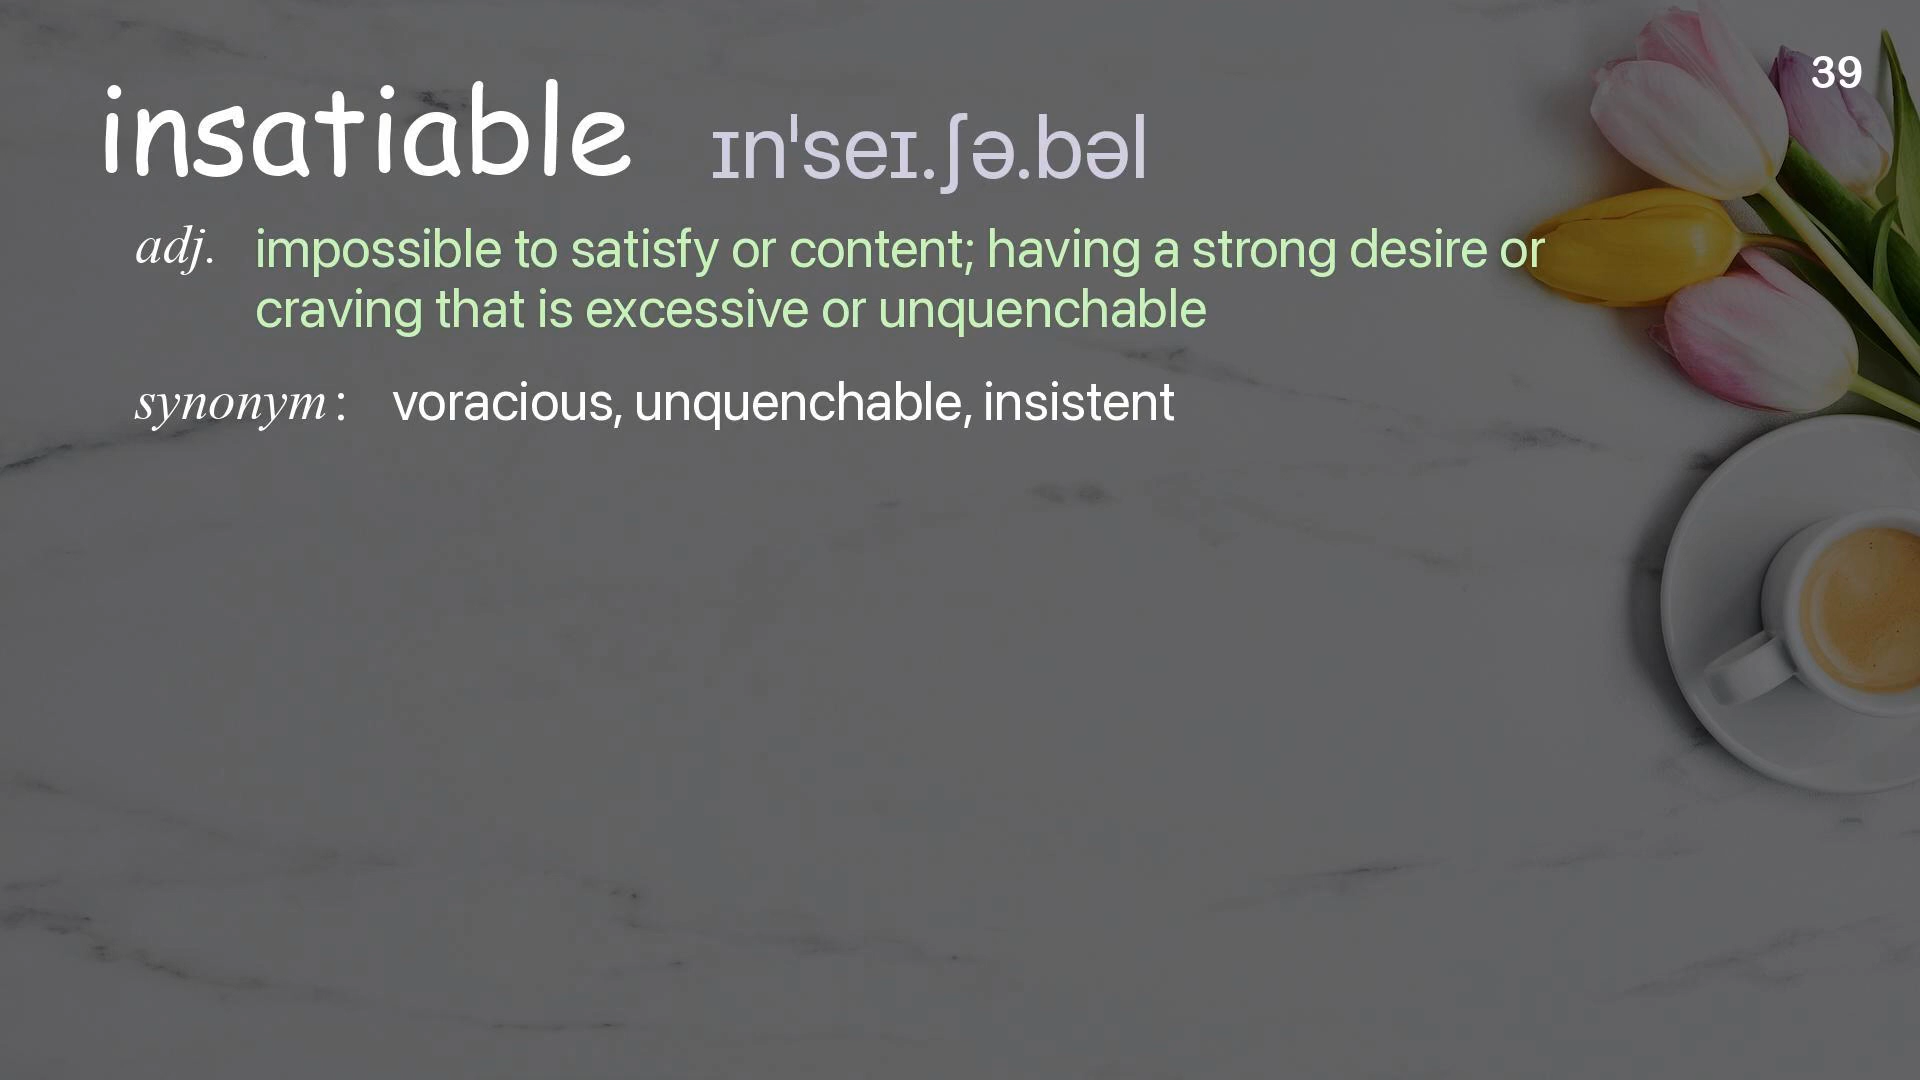 39
insatiable ɪnˈseɪ.ʃə.bəl
adj. impossible to satisfy or content; having a strong desire or
craving that is excessive or unquenchable
synonym: voracious, unquenchable, insistent